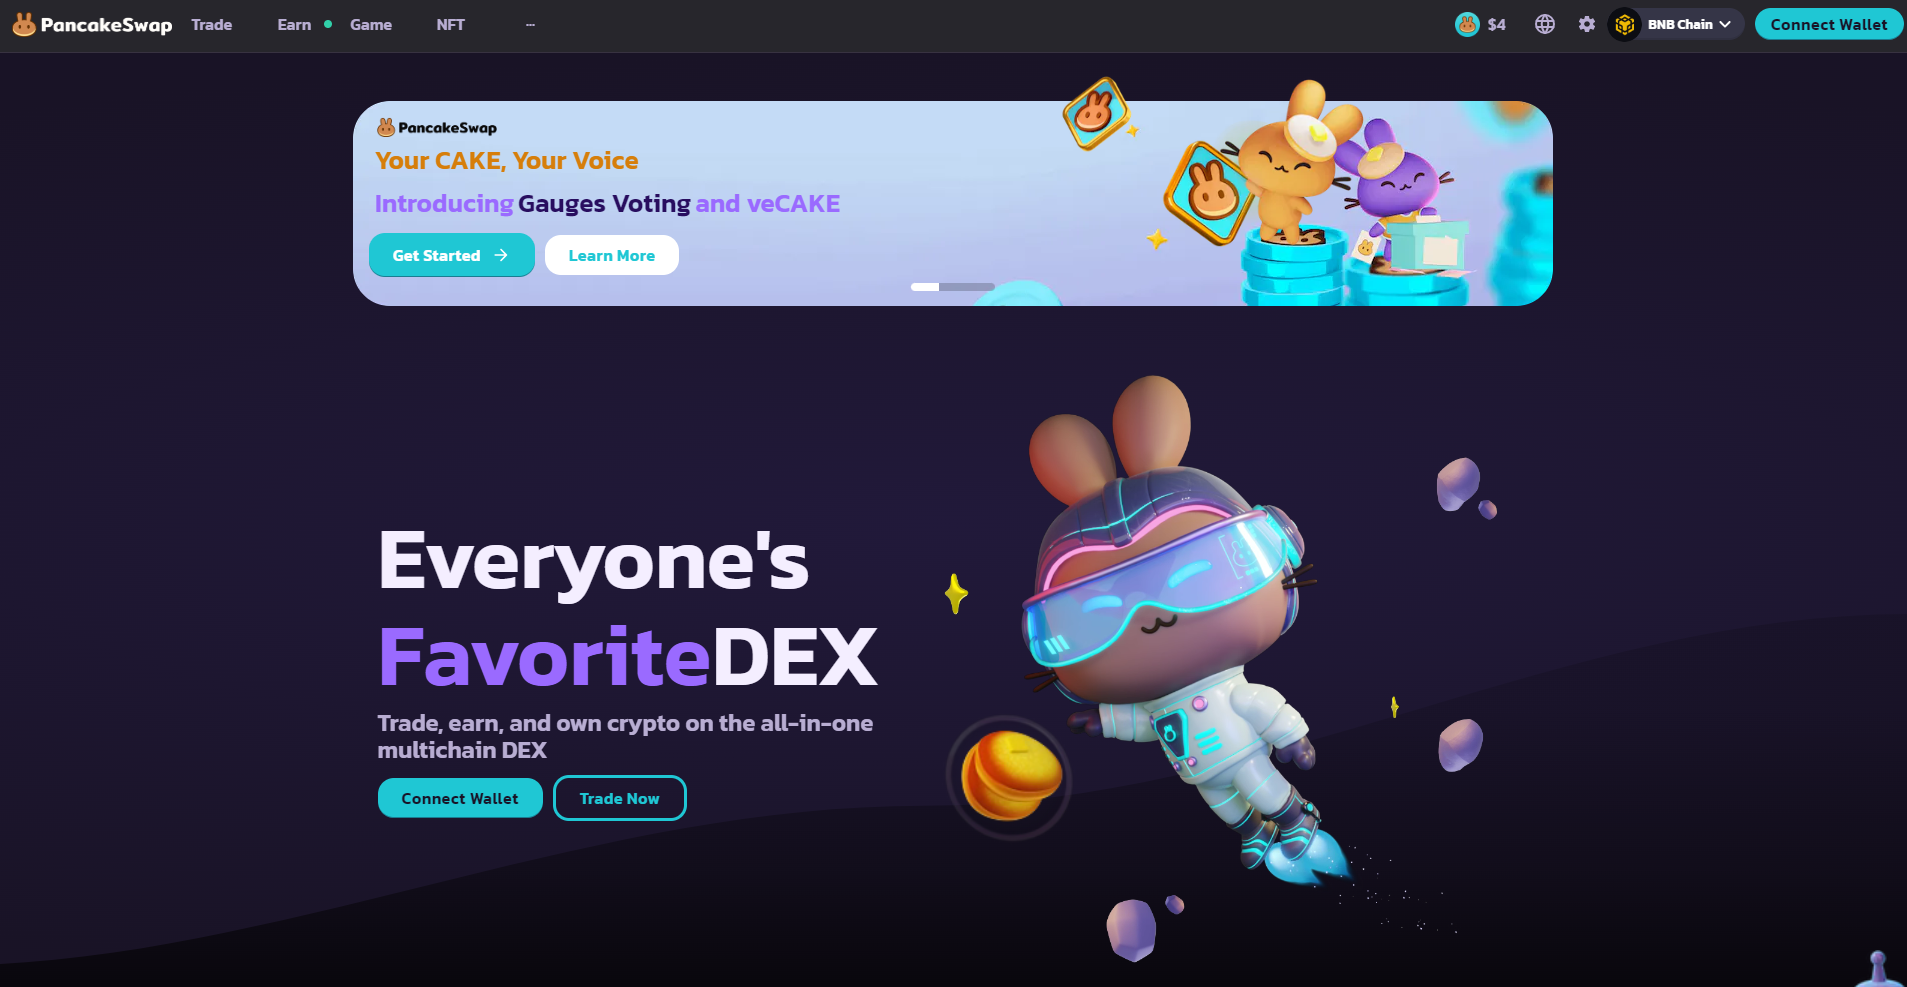 PancakeSwap Trade Earn Game NFT ... $4 BNB Chain Connect Wallet
PancakeSwap
Your CAKE, Your Voice
Introducing Gauges Voting and veCAKE
Get Started Learn More
Everyone's
FavoriteDEX
Trade, earn, and own crypto on the all-in-one
multichain DEX
Connect Wallet Trade Now